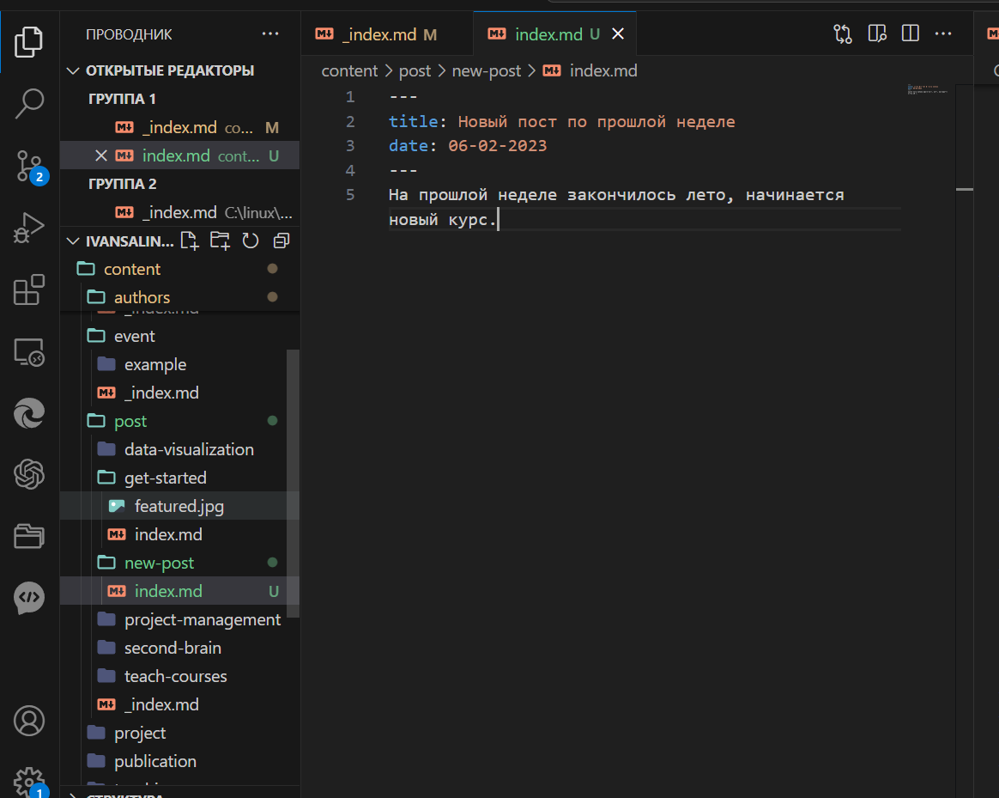 ПРОВОДНИК
ОТКРЫТЫЕ РЕДАКТОРЫ
ГРУППА 1
_index.md co... M
index.md cont... U
ГРУППА 2
_index.md C:\linux\...
IVANSALIN...
content
authors
_index.md
event
example
_index.md
post
data-visualization
get-started
featured.jpg
index.md
new-post
index.md U
project-management
second-brain
teach-courses
_index.md
project
publication
СТРУКТУРА
2
1
_index.md M
index.md U
content > post > new-post > index.md
1 ---
2 title: Новый пост по прошлой неделе
3 date: 06-02-2023
4 ---
5 На прошлой неделе закончилось лето, начинается
новый курс.